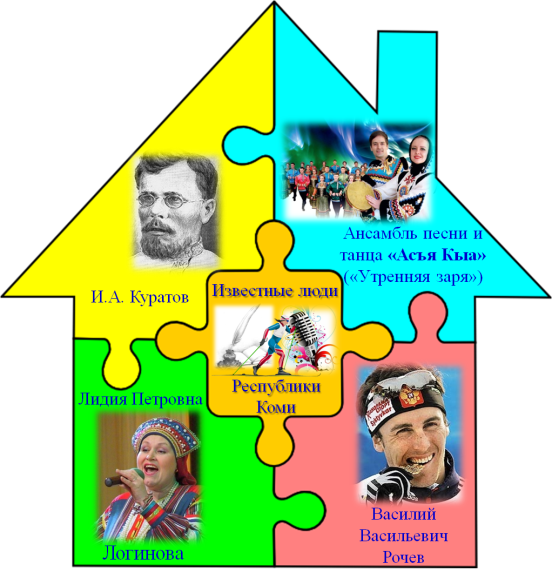 Ансамбль песни и
танца «Асъя Кыа»
(«Утренняя заря»)
И.А. Куратов
Известные люди
Республики
Коми
Лидия Петровна
Логинова
Василий
Васильевич
Рочев